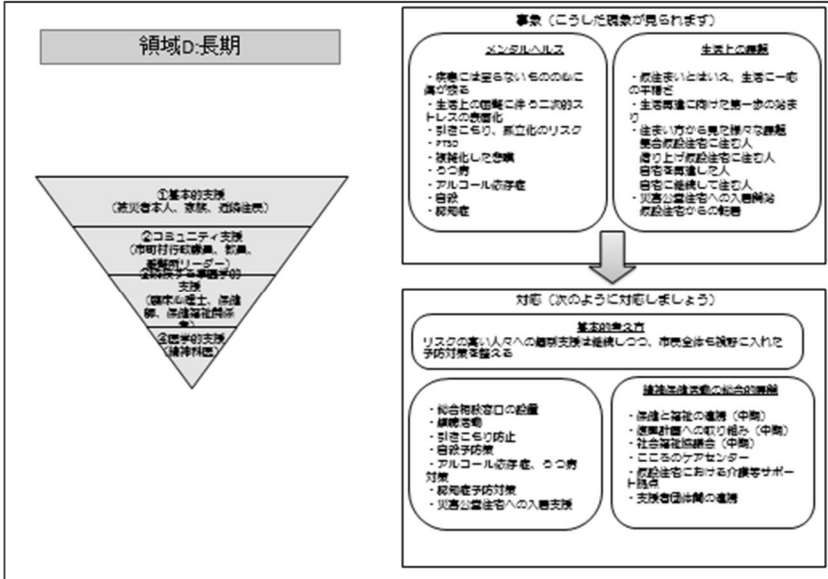 領域D:長期
①基本的支援
(被災者本人、家族、近隣住民)
②コミュニティ支援
(市町村行政職員、教員、
避難所リーダー)
支援
(臨床心理士、保健
師、保健福祉関係
者)
④医学的支援
(精神科医)
事象（こうした現象が見られます）
メンタルヘルス
・疾患には至らないものの心に
傷が残る
・生活上の困難に伴う二次的ス
トレスの表面化
・引きこもり、孤立化のリスク
・PTSD
・複雑化した悲嘆
・うつ病
・アルコール依存症
・自殺
・認知症
生活上の課題
・仮住まいとはいえ、生活に一応
の平穏さ
・生活再建に向けた第一歩の始ま
り
・住まい方から見た様々な課題
集合仮設住宅に住む人
借り上げ仮設住宅に住む人
自宅を再建した人
自宅に継続して住む人
・災害公営住宅への入居開始
仮設住宅からの転居
対応（次のように対応しましょう）
基本的考え方
リスクの高い人々への個別支援は継続しつつ、市民全体も視野に入れた
予防対策を整える
・総合相談窓口の設置
・傾聴活動
・引きこもり防止
・自殺予防策
・アルコール依存症、うつ病
対策
・認知症予防対策
・災害公営住宅への入居支援
精神保健活動の総合的展開
・保健と福祉の連携（中期）
・復興計画への取り組み（中期）
・社会福祉協議会（中期）
・こころのケアセンター
・仮設住宅における介護等サポー
ト拠点
・支援者団体間の連携